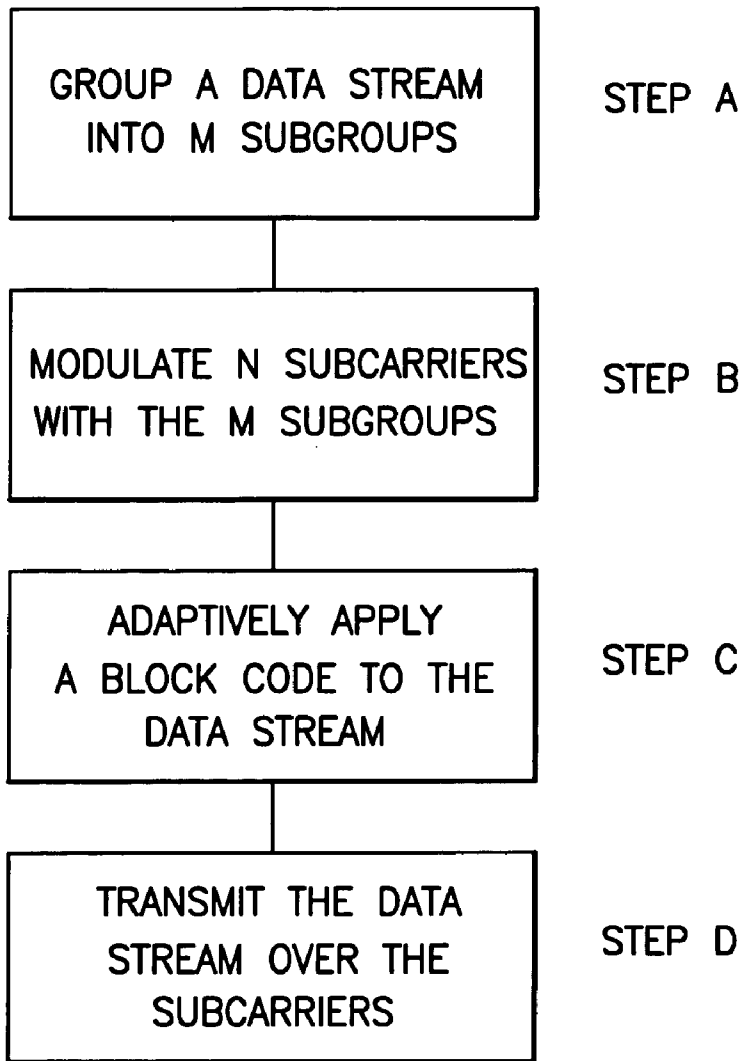 GROUP A DATA STREAM
INTO M SUBGROUPS
STEP A
MODULATE N SUBCARRIERS
WITH THE M SUBGROUPS
STEP B
ADAPTIVELY APPLY
A BLOCK CODE TO THE
DATA STREAM
STEP C
TRANSMIT THE DATA
STREAM OVER THE
SUBCARRIERS
STEP D